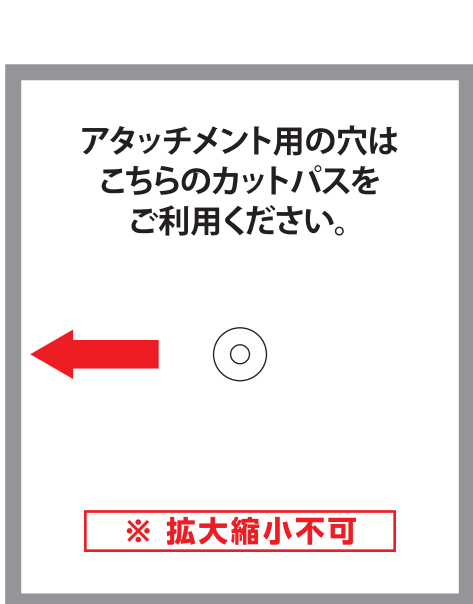 アタッチメント用の穴は
こちらのカットパスを
ご利用ください。
※ 拡大縮小不可